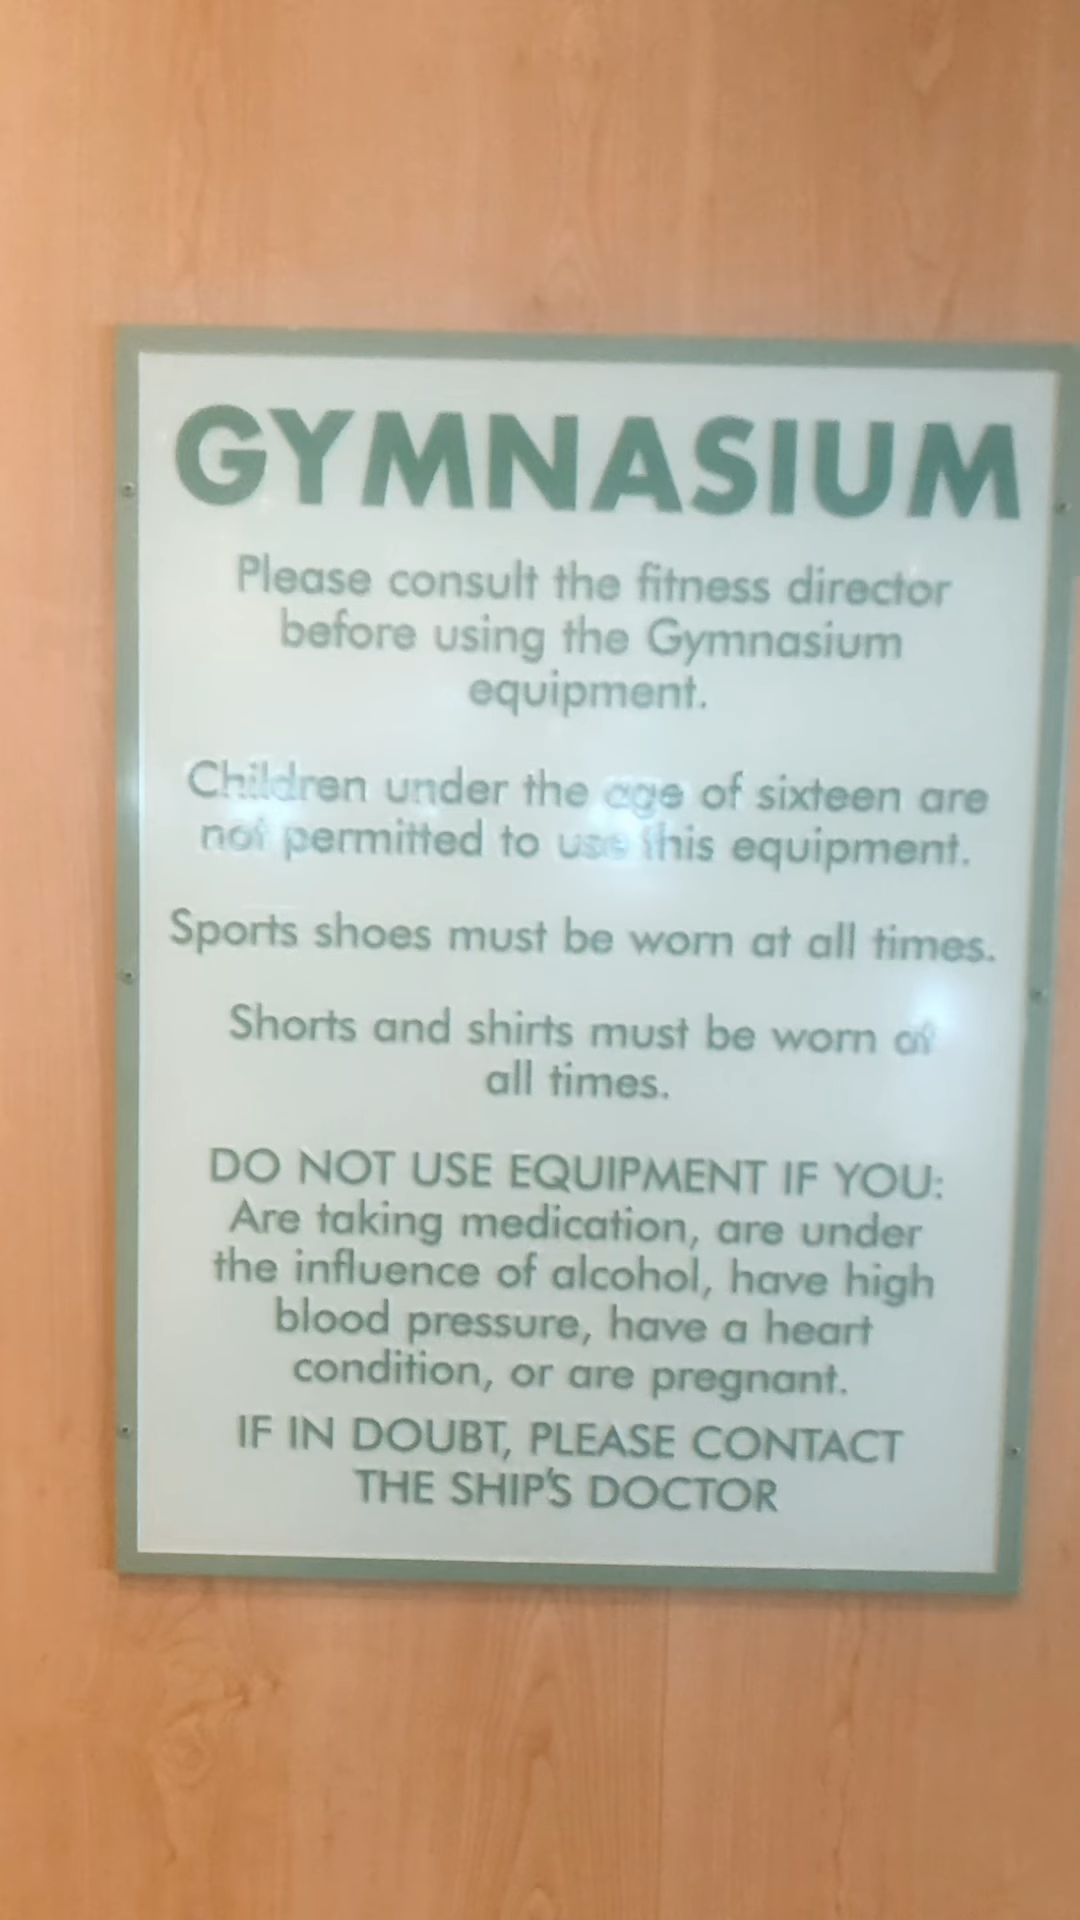 GYMNASIUM
Please consult the fitness director
before using the Gymnasium
equipment.
Children under the age of sixteen are
not permitted to use this equipment.
Sports shoes must be worn at all times.
Shorts and shirts must be worn at
all times.
DO NOT USE EQUIPMENT IF YOU:
Are taking medication, are under
the influence of alcohol, have high
blood pressure, have a heart
condition, or are pregnant.
IF IN DOUBT, PLEASE CONTACT
THE SHIP'S DOCTOR